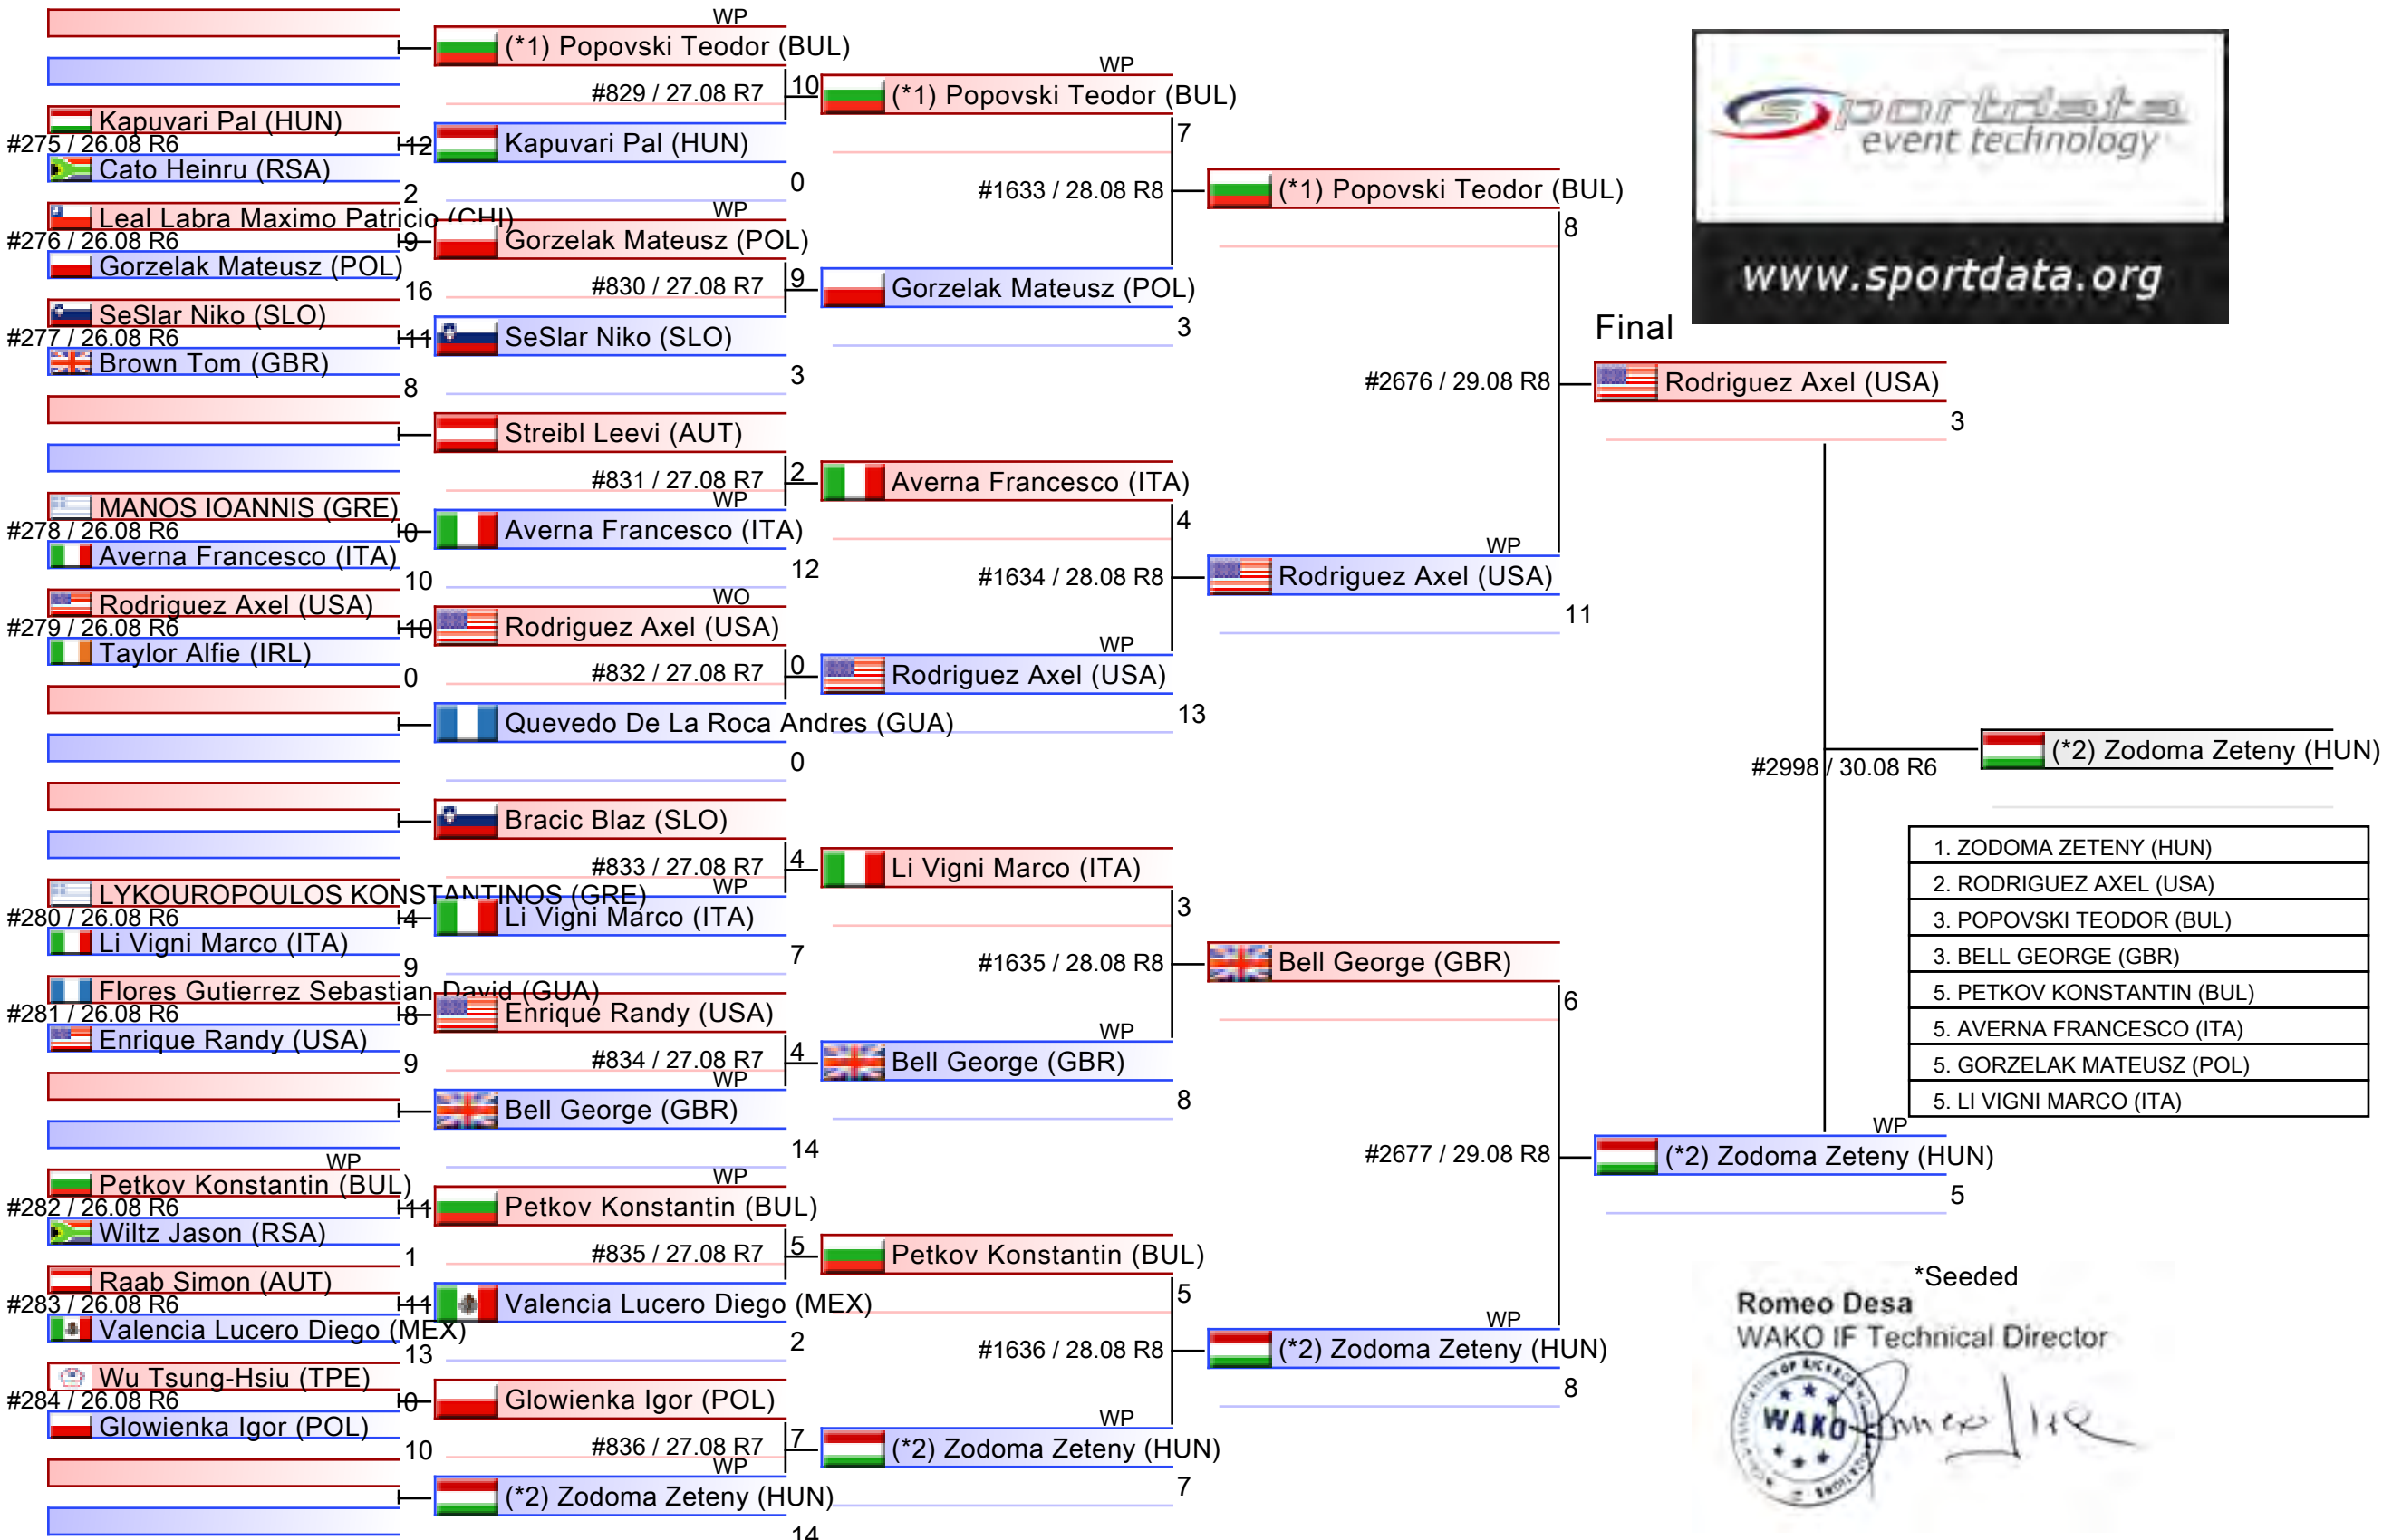 WP
(*1) Popovski Teodor (BUL)
10
#829 / 27.08 R7
WP
(*1) Popovski Teodor (BUL)
7
Kapuvari Pal (HUN)
#275 / 26.08 R6
12
Cato Heinru (RSA)
2
Kapuvari Pal (HUN)
0
#1633 / 28.08 R8
(*1) Popovski Teodor (BUL)
8
Leal Labra Maximo Patricio (CHI)
#276 / 26.08 R6
9
Gorzelak Mateusz (POL)
16
WP
Gorzelak Mateusz (POL)
9
#830 / 27.08 R7
Gorzelak Mateusz (POL)
3
SeSlar Niko (SLO)
#277 / 26.08 R6
11
Brown Tom (GBR)
8
SeSlar Niko (SLO)
3
sportdata
event technology
www.sportdata.org
Final
#2676 / 29.08 R8
Rodriguez Axel (USA)
3
Streibl Leevi (AUT)
2
#831 / 27.08 R7
WP
Averna Francesco (ITA)
4
MANOS IOANNIS (GRE)
#278 / 26.08 R6
0
Averna Francesco (ITA)
10
Averna Francesco (ITA)
12
#1634 / 28.08 R8
WP
Rodriguez Axel (USA)
11
Rodriguez Axel (USA)
#279 / 26.08 R6
10
Taylor Alfie (IRL)
0
WO
Rodriguez Axel (USA)
0
#832 / 27.08 R7
WP
Rodriguez Axel (USA)
13
Quevedo De La Roca Andres (GUA)
0
#2998 / 30.08 R6
(*2) Zodoma Zeteny (HUN)
Bracic Blaz (SLO)
4
#833 / 27.08 R7
WP
Li Vigni Marco (ITA)
3
LYKOUROPOULOS KONSTANTINOS (GRE)
#280 / 26.08 R6
4
Li Vigni Marco (ITA)
9
Li Vigni Marco (ITA)
7
#1635 / 28.08 R8
Bell George (GBR)
6
Flores Gutierrez Sebastian David (GUA)
#281 / 26.08 R6
8
Enrique Randy (USA)
9
Enrique Randy (USA)
4
#834 / 27.08 R7
WP
WP
Bell George (GBR)
8
Bell George (GBR)
14
1. ZODOMA ZETENY (HUN)
2. RODRIGUEZ AXEL (USA)
3. POPOVSKI TEODOR (BUL)
3. BELL GEORGE (GBR)
5. PETKOV KONSTANTIN (BUL)
5. AVERNA FRANCESCO (ITA)
5. GORZELAK MATEUSZ (POL)
5. LI VIGNI MARCO (ITA)
#2677 / 29.08 R8
WP
(*2) Zodoma Zeteny (HUN)
5
WP
Petkov Konstantin (BUL)
#282 / 26.08 R6
11
Wiltz Jason (RSA)
1
WP
Petkov Konstantin (BUL)
5
#835 / 27.08 R7
Petkov Konstantin (BUL)
5
Raab Simon (AUT)
#283 / 26.08 R6
11
Valencia Lucero Diego (MEX)
13
Valencia Lucero Diego (MEX)
2
#1636 / 28.08 R8
WP
(*2) Zodoma Zeteny (HUN)
8
Wu Tsung-Hsiu (TPE)
#284 / 26.08 R6
0
Glowienka Igor (POL)
10
Glowienka Igor (POL)
7
#836 / 27.08 R7
WP
WP
(*2) Zodoma Zeteny (HUN)
7
(*2) Zodoma Zeteny (HUN)
14
*Seeded
Romeo Desa
WAKO IF Technical Director
WAKO